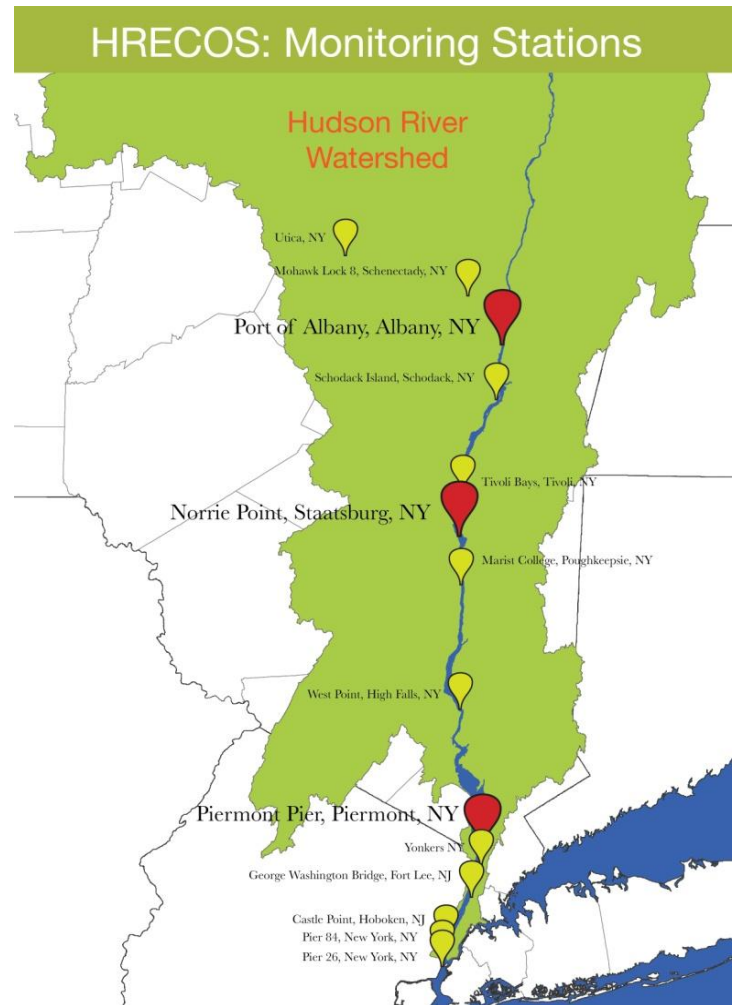 HRECOS: Monitoring Stations
Hudson River
Watershed
Utica, NY
Mohawk Lock 8, Schenectady, NY
Port of Albany, Albany, NY
Schodack Island, Schodack, NY
Tivoli Bays, Tivoli, NY
Norrie Point, Staatsburg, NY
Marist College, Poughkeepsie, NY
West Point, High Falls, NY
Piermont Pier, Piermont, NY
Yonkers NY
George Washington Bridge, Fort Lee, NJ
Castle Point, Hoboken, NJ
Pier 84, New York, NY
Pier 26, New York, NY